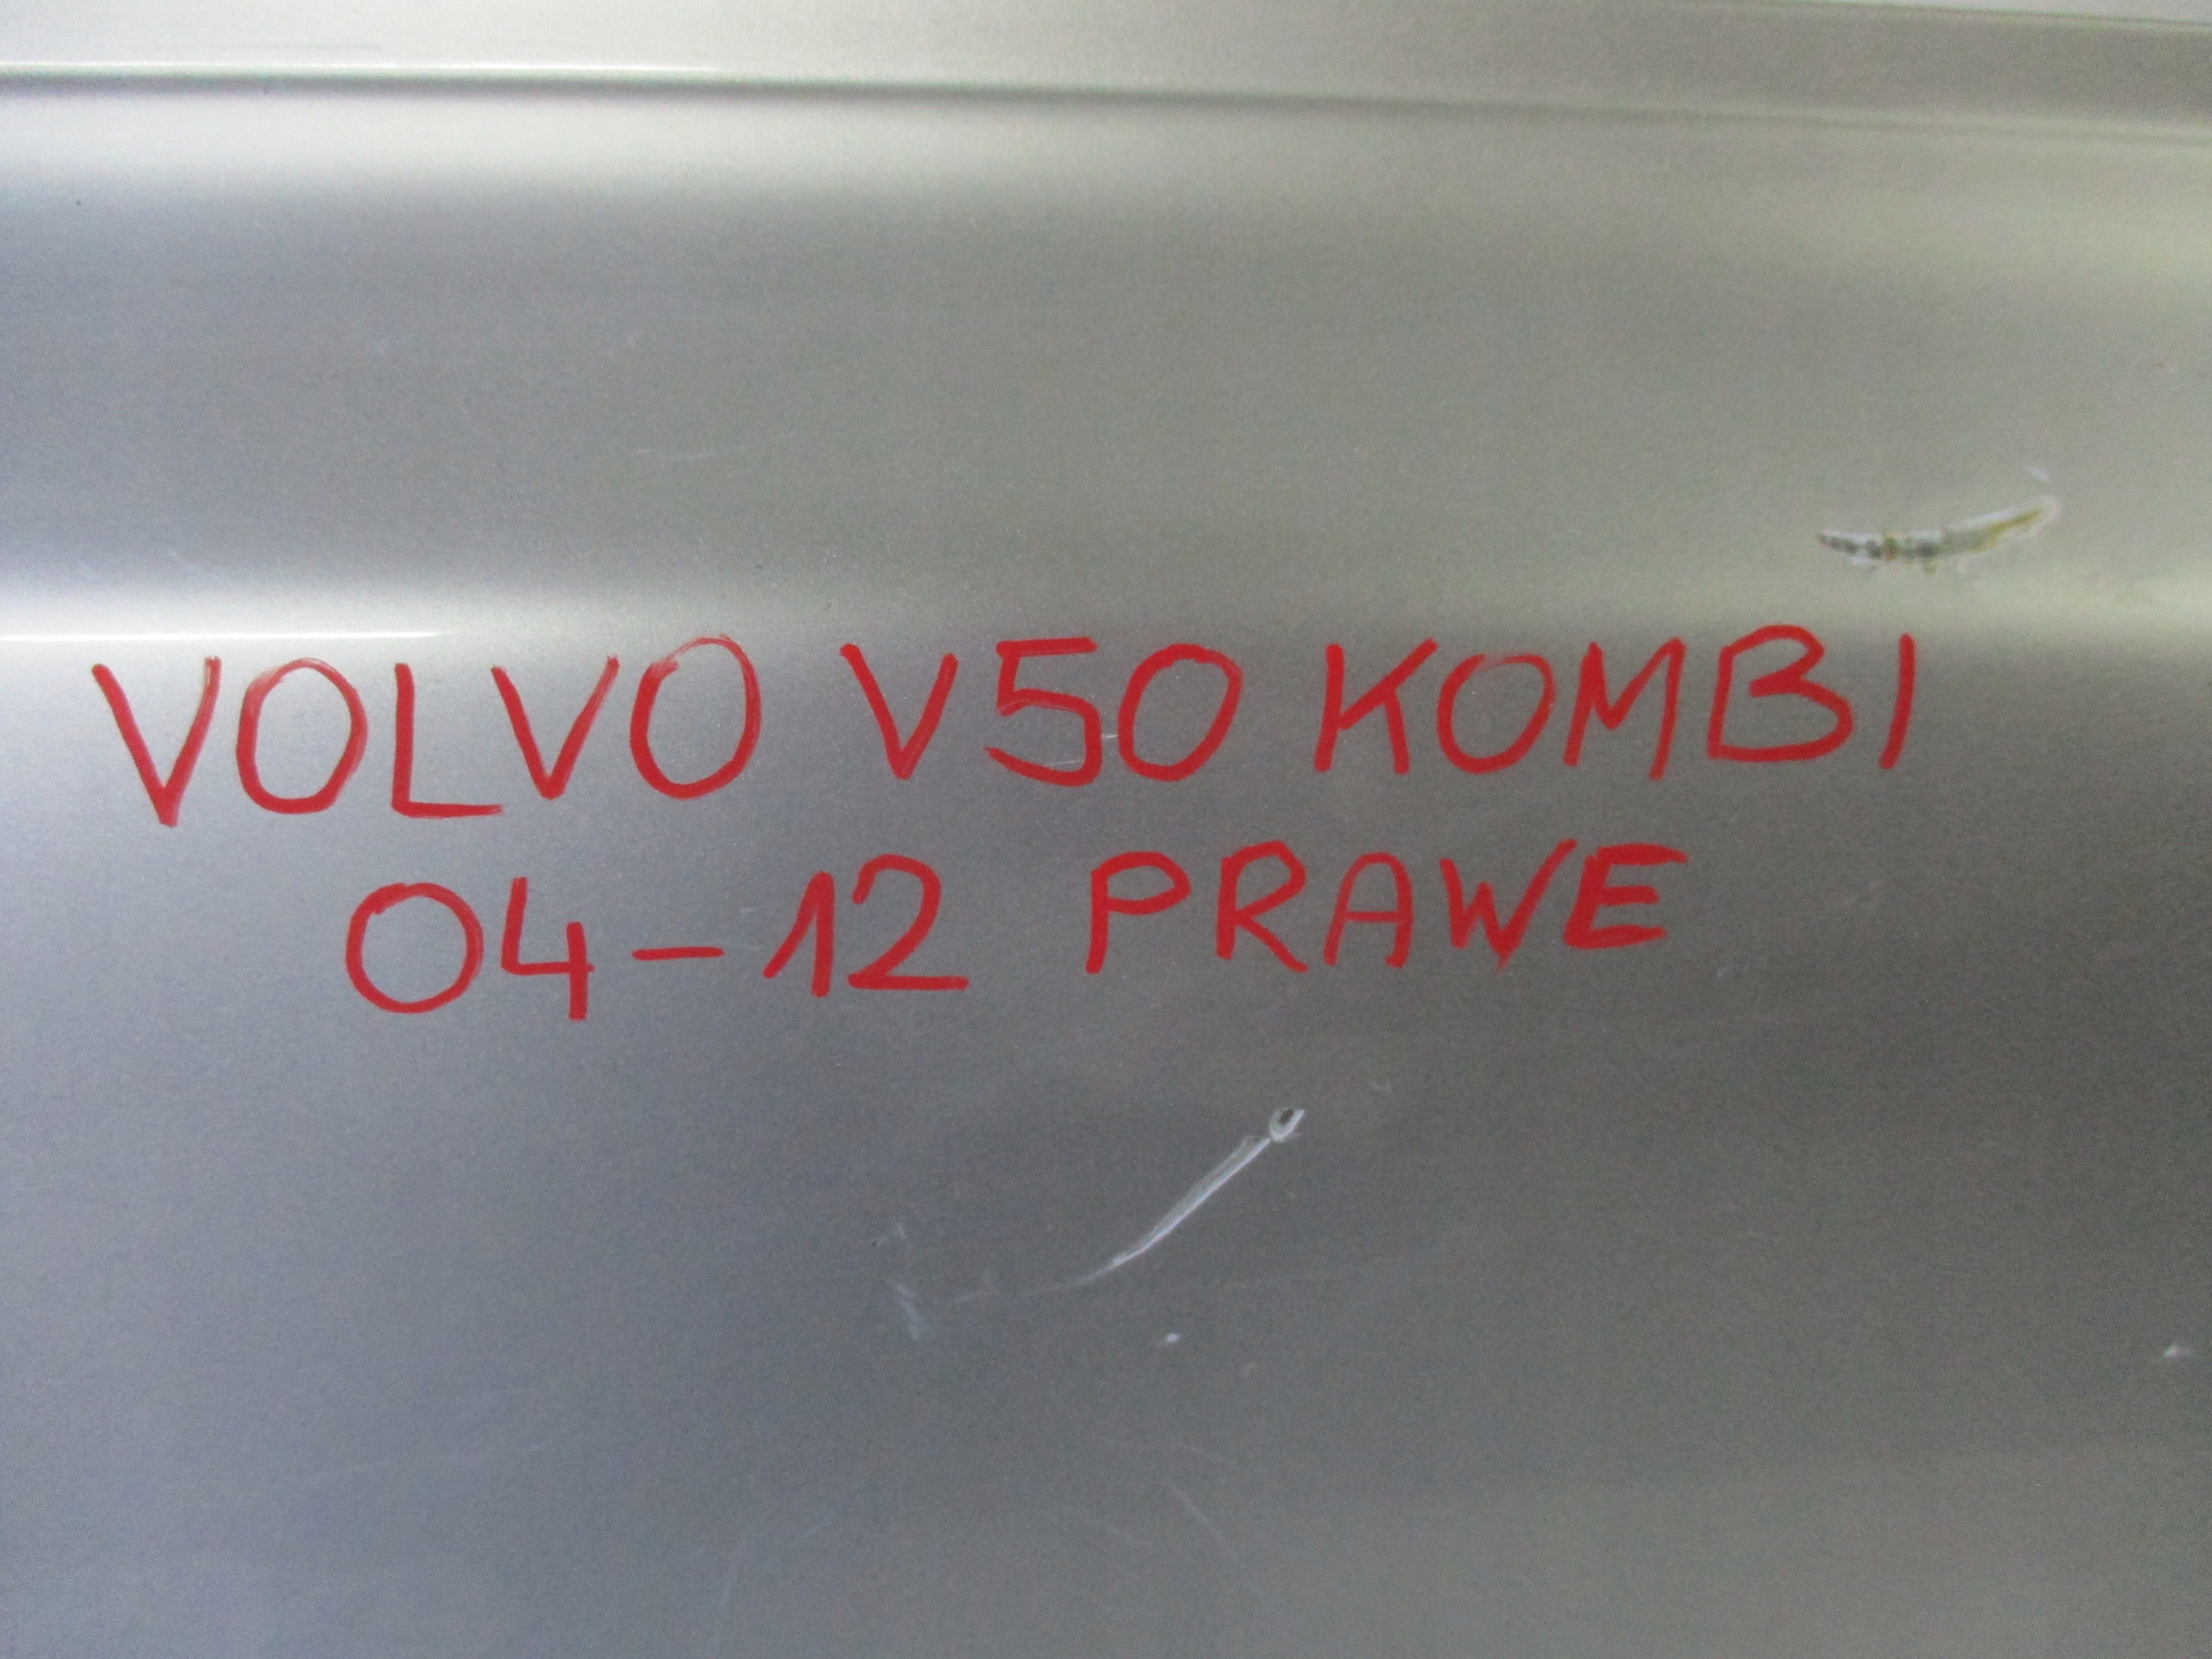 VOLVO V50 KOMBI
04-12 PRAWE